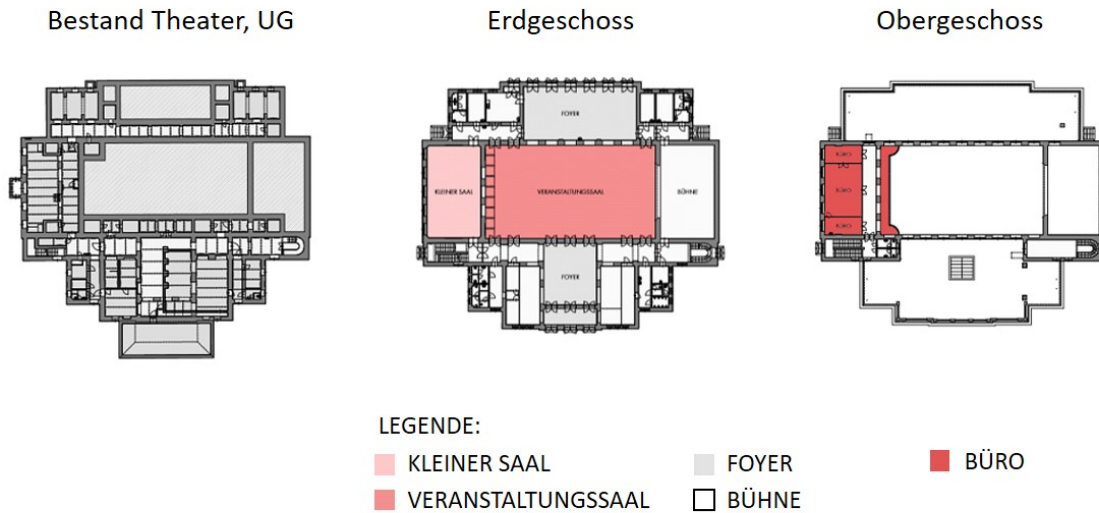 Bestand Theater, UG
Erdgeschoss
Obergeschoss
FOYER
KLEINER SAAL
VERANSTALTUNGSSAAL
BÜHNE
FOYER
BÜRO
BÜRO
BÜRO
LEGENDE:
KLEINER SAAL
FOYER
BÜRO
VERANSTALTUNGSSAAL
BÜHNE